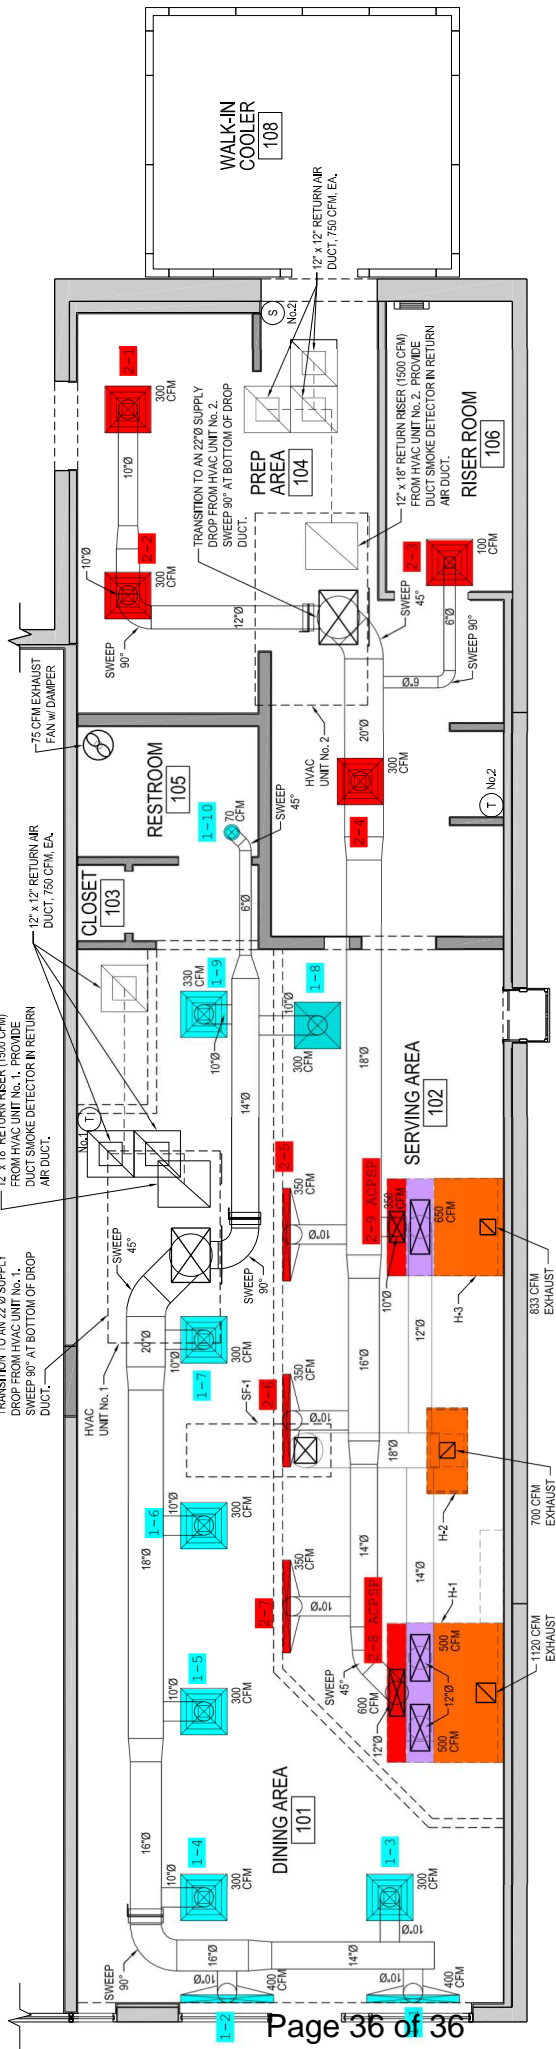 WALK-IN
COOLER
108
12" x 12" RETURN AIR
DUCT, 750 CFM, EA.
S
No.2
2-1
300
CFM
10"Ø
2-2
10"Ø
300
CFM
SWEEP
90°
12"Ø
TRANSITION TO AN 22"Ø SUPPLY
DROP FROM HVAC UNIT No. 2.
SWEEP 90° AT BOTTOM OF DROP
DUCT.
PREP
AREA
104
12" x 18" RETURN RISER (1500 CFM)
FROM HVAC UNIT No. 2. PROVIDE
DUCT SMOKE DETECTOR IN RETURN
AIR DUCT.
RISER ROOM
106
2-3
100
CFM
SWEEP
45°
6"Ø
6"Ø
SWEEP 90°
20"Ø
HVAC
UNIT No. 2
300
CFM
2-4
T
No.2
75 CFM EXHAUST
FAN w/ DAMPER
RESTROOM
105
1-10
70
CFM
SWEEP
45°
6"Ø
CLOSET
103
12" x 12" RETURN AIR
DUCT, 750 CFM, EA.
12" x 18" RETURN RISER (1500 CFM)
FROM HVAC UNIT No. 1. PROVIDE
DUCT SMOKE DETECTOR IN RETURN
AIR DUCT.
TRANSITION TO AN 22"Ø SUPPLY
DROP FROM HVAC UNIT No. 1.
SWEEP 90° AT BOTTOM OF DROP
DUCT.
T
No.1
330
CFM
1-9
10"Ø
10"Ø
1-8
300
CFM
14"Ø
18"Ø
SERVING AREA
102
SWEEP
45°
SWEEP
90°
20"Ø
HVAC
UNIT No. 1
10"Ø
1-7
300
CFM
2-5
350
CFM
10"Ø
2-9 ACPSP
350
CFM
10"Ø
650
CFM
12"Ø
H-3
833 CFM
EXHAUST
16"Ø
2-6
SF-1
350
CFM
10"Ø
18"Ø
H-2
700 CFM
EXHAUST
18"Ø
1-6
10"Ø
300
CFM
14"Ø
14"Ø
2-7
350
CFM
10"Ø
2-8 ACPSP
SWEEP
45°
600
CFM
12"Ø
500
CFM
12"Ø
500
CFM
H-1
1120 CFM
EXHAUST
1-5
10"Ø
300
CFM
DINING AREA
101
16"Ø
10"Ø
1-4
300
CFM
1-3
300
CFM
10"Ø
SWEEP
90°
16"Ø
14"Ø
10"Ø
10"Ø
400
CFM
400
CFM
1-2
Page 36 of 36